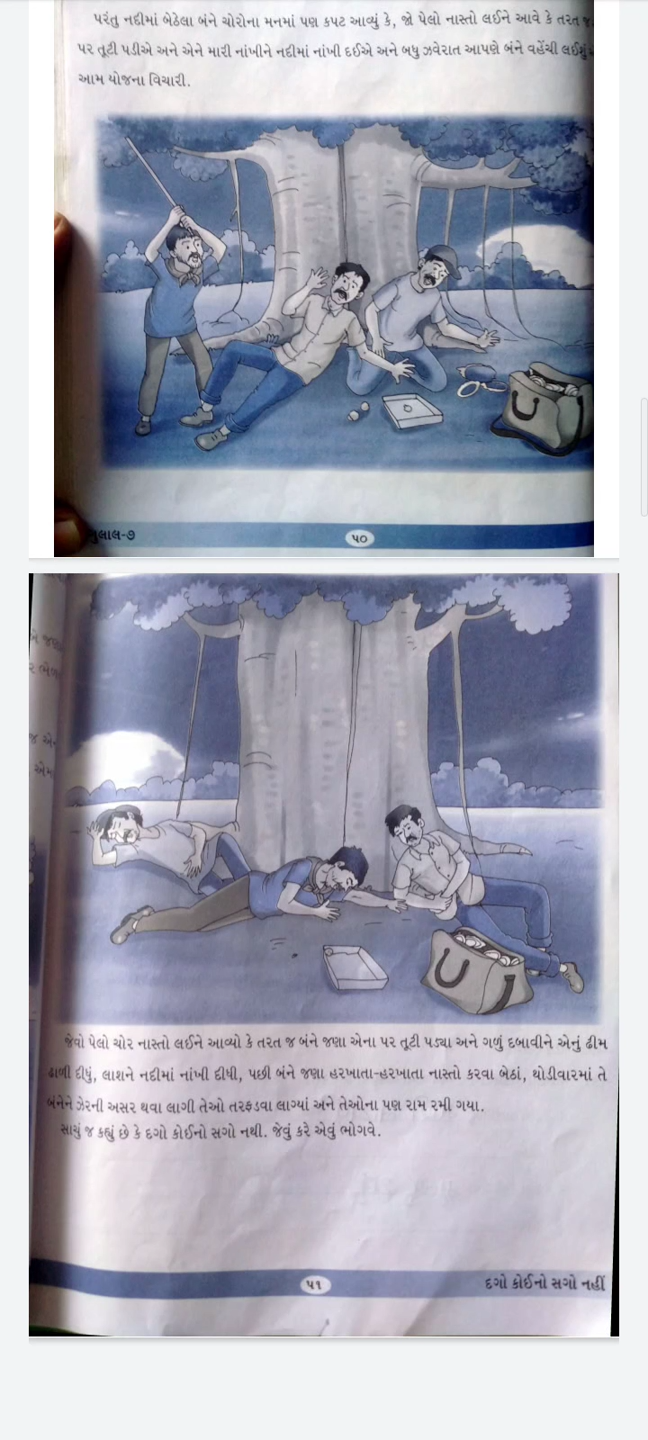 પરંતુ નદીમાં બેઠેલા બંને ચોરોના મનમાં પણ કપટ આવ્યું કે, જો પેલો નાસ્તો લઈને આવે કે તરત જ
પર તૂટી પડીએ અને એને મારી નાંખીને નદીમાં નાંખી દઈએ અને બધુ ઝવેરાત આપણે બંને વહેંચી લઈશું
આમ યોજના વિચારી.
ગુલાલ-૭
૫૦
જેવો પેલો ચોર નાસ્તો લઈને આવ્યો કે તરત જ બંને જણા એના પર તૂટી પડ્યા અને ગળું દબાવીને એનું ઢીમ
ઢાળી દીધું, લાશને નદીમાં નાંખી દીધી, પછી બંને જણા હરખાતા-હરખાતા નાસ્તો કરવા બેઠાં, થોડીવારમાં તે
બંનેને ઝેરની અસર થવા લાગી તેઓ તરફડવા લાગ્યાં અને તેઓના પણ રામ રમી ગયા.
સાચું જ કહ્યું છે કે દગો કોઈનો સગો નથી. જેવું કરે એવું ભોગવે.
૫૧
દગો કોઈનો સગો નહીં